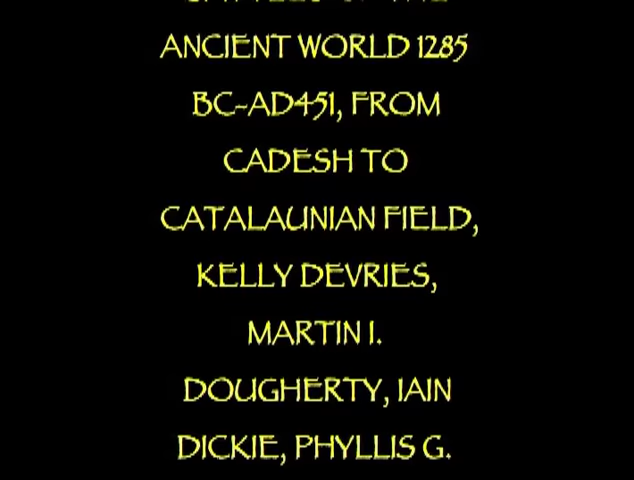 ANCIENT WORLD 1285
BC-AD451, FROM
CADESH TO
CATALAUNIAN FIELD,
KELLY DEVRIES,
MARTIN I.
DOUGHERTY, IAIN
DICKIE, PHYLLIS G.